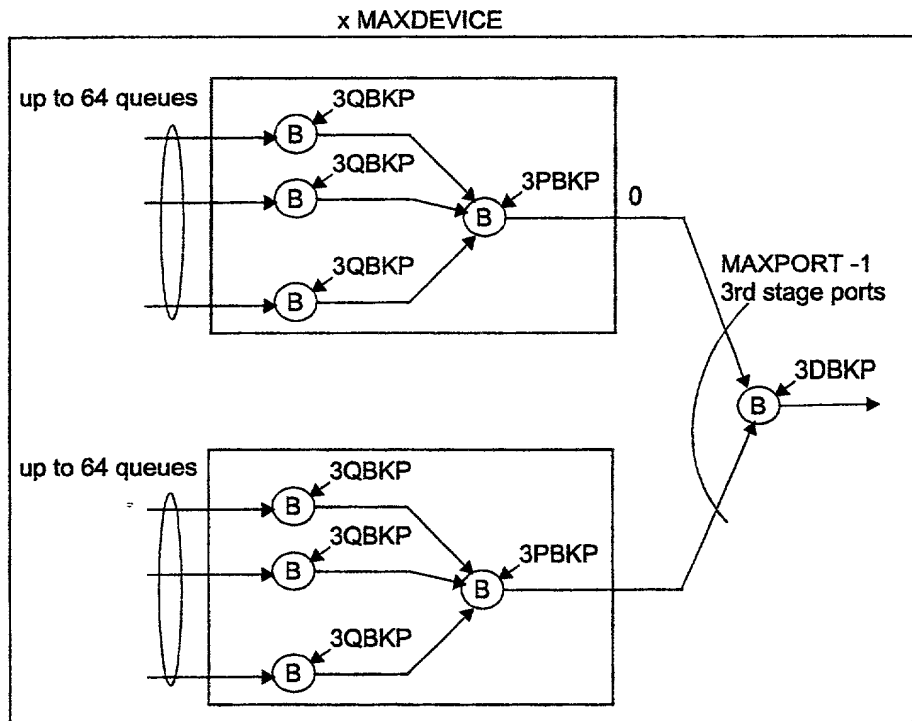 x MAXDEVICE
up to 64 queues
3QBKP
B
3QBKP
B
3PBKP
B
0
3QBKP
B
MAXPORT -1
3rd stage ports
3DBKP
B
up to 64 queues
3QBKP
B
3QBKP
B
3PBKP
B
3QBKP
B